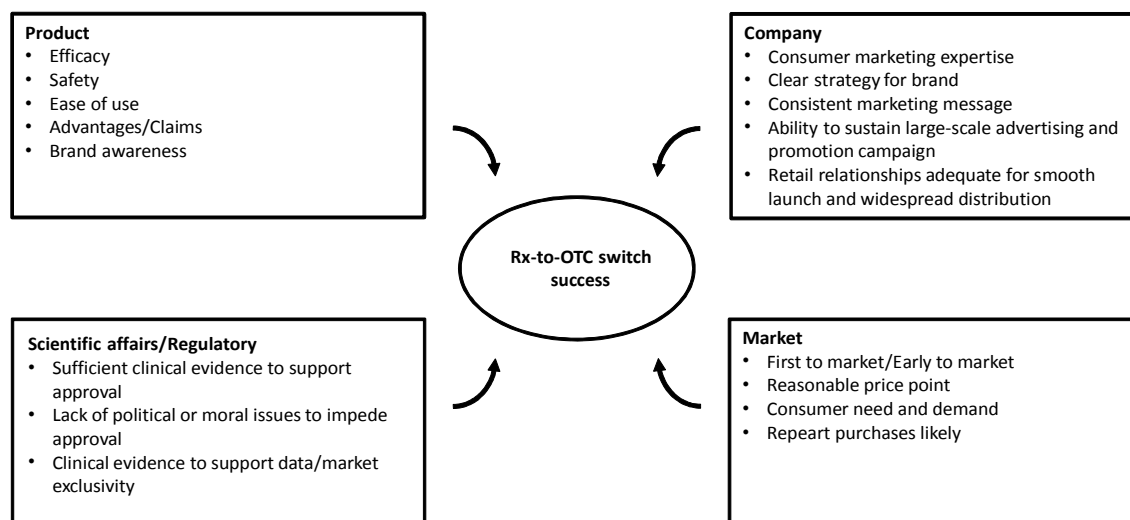 Product
• Efficacy
• Safety
• Ease of use
• Advantages/Claims
• Brand awareness
Company
• Consumer marketing expertise
• Clear strategy for brand
• Consistent marketing message
• Ability to sustain large-scale advertising and
promotion campaign
• Retail relationships adequate for smooth
launch and widespread distribution
Rx-to-OTC switch
success
Scientific affairs/Regulatory
• Sufficient clinical evidence to support
approval
• Lack of political or moral issues to impede
approval
• Clinical evidence to support data/market
exclusivity
Market
• First to market/Early to market
• Reasonable price point
• Consumer need and demand
• Repeart purchases likely